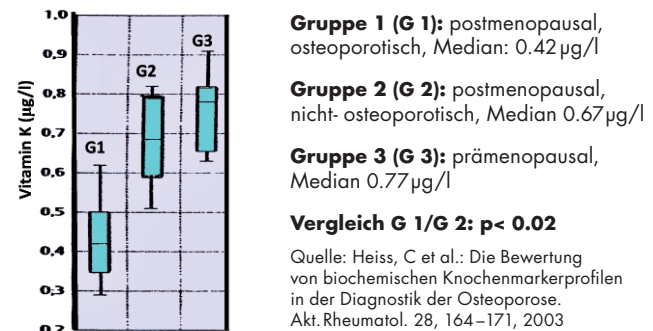 1.0
0,9
0,8
0,7
0,6
0,5
0,4
0,3
0.2
Vitamin K (µg/l)
G1
G2
G3
Gruppe 1 (G 1): postmenopausal,
osteoporotisch, Median: 0.42 µg/l
Gruppe 2 (G 2): postmenopausal,
nicht- osteoporotisch, Median 0.67 µg/l
Gruppe 3 (G 3): prämenopausal,
Median 0.77 µg/l
Vergleich G 1/G 2: p< 0.02
Quelle: Heiss, C et al.: Die Bewertung
von biochemischen Knochenmarkerprofilen
in der Diagnostik der Osteoporose.
Akt. Rheumatol. 28, 164–171, 2003